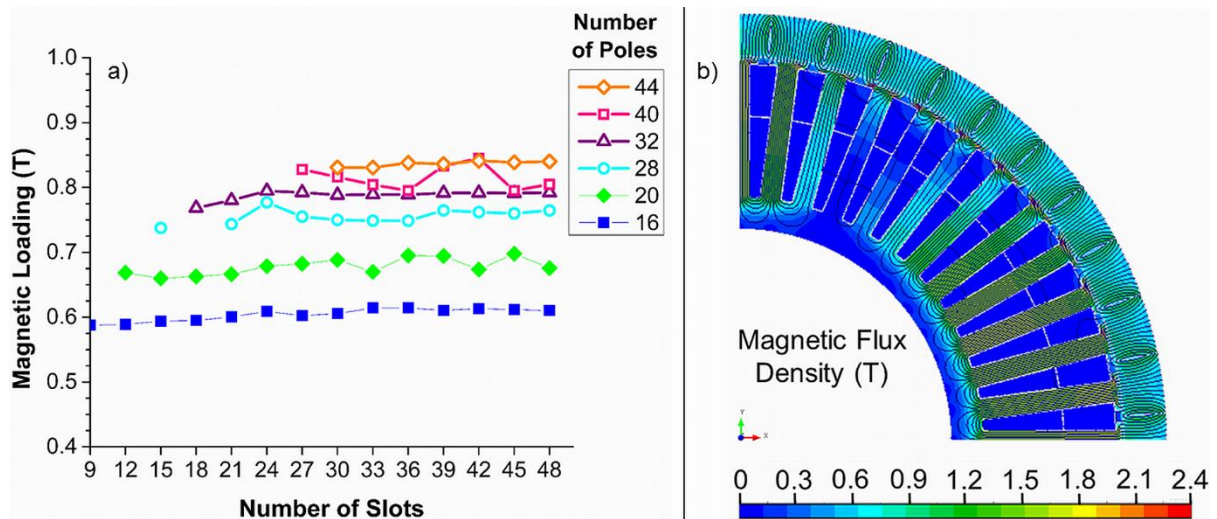 a)
Magnetic Loading (T)
1.0
0.9
0.8
0.7
0.6
0.5
0.4
9 12 15 18 21 24 27 30 33 36 39 42 45 48
Number of Slots
Number
of Poles
44
40
32
28
20
16
b)
Magnetic Flux
Density (T)
Y
X
0 0.3 0.6 0.9 1.2 1.5 1.8 2.1 2.4